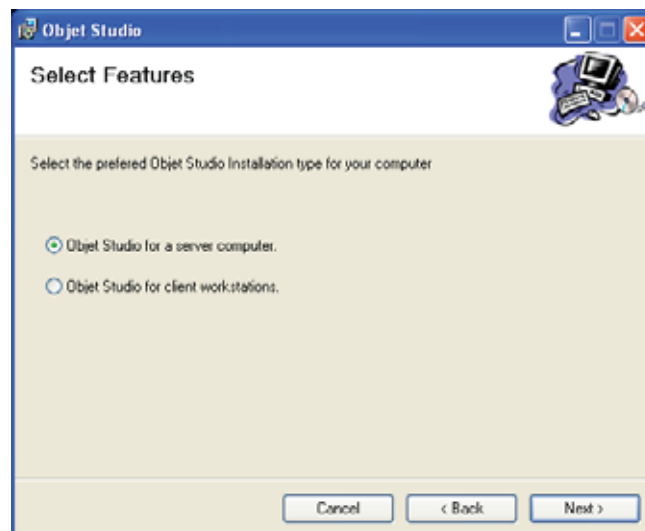 Objet Studio
Select Features
Select the prefered Objet Studio Installation type for your computer
Objet Studio for a server computer.
Objet Studio for client workstations.
Cancel
< Back
Next >